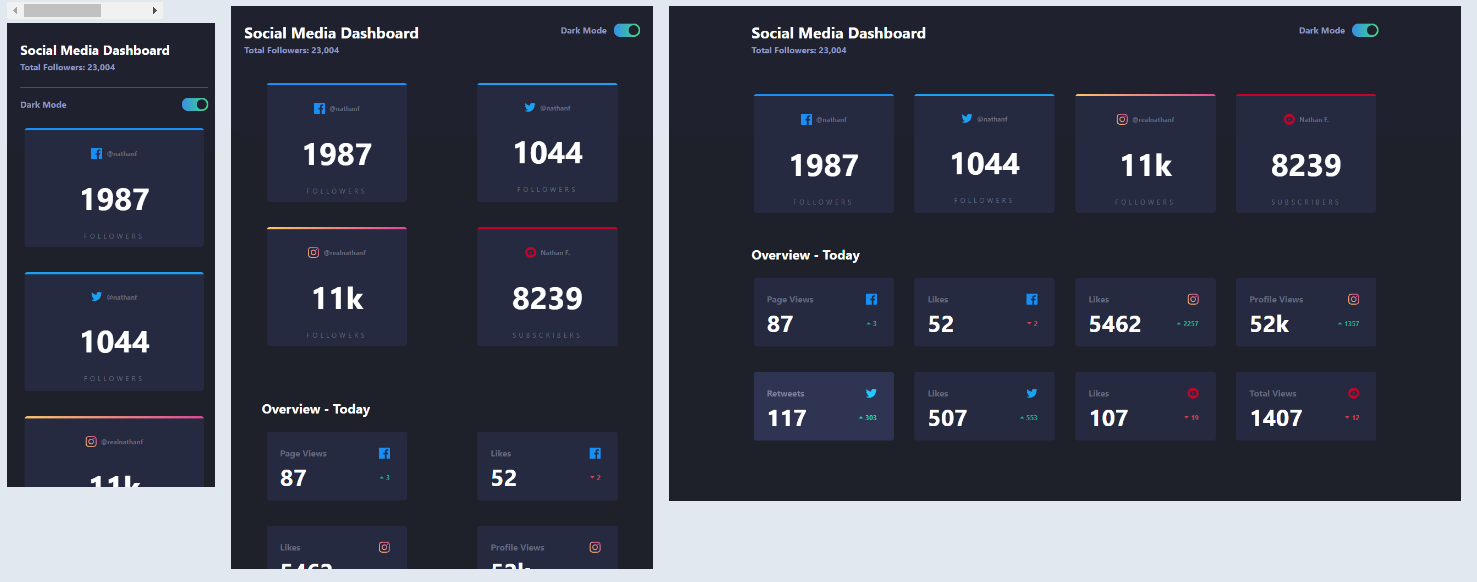 Social Media Dashboard
Total Followers: 23,004
Dark Mode
@nathanf
1987
FOLLOWERS
@nathanf
1044
FOLLOWERS
@realnathanf
11k
Social Media Dashboard
Total Followers: 23,004
Dark Mode
@nathanf
1987
FOLLOWERS
@nathanf
1044
FOLLOWERS
@realnathanf
11k
FOLLOWERS
Nathan F.
8239
SUBSCRIBERS
Overview - Today
Page Views
87
3
Likes
52
2
Likes
5462
Profile Views
52k
Social Media Dashboard
Total Followers: 23,004
Dark Mode
@nathanf
1987
FOLLOWERS
@nathanf
1044
FOLLOWERS
@realnathanf
11k
FOLLOWERS
Nathan F.
8239
SUBSCRIBERS
Overview - Today
Page Views
87
3
Likes
52
2
Likes
5462
2257
Profile Views
52k
1357
Retweets
117
303
Likes
507
553
Likes
107
19
Total Views
1407
12